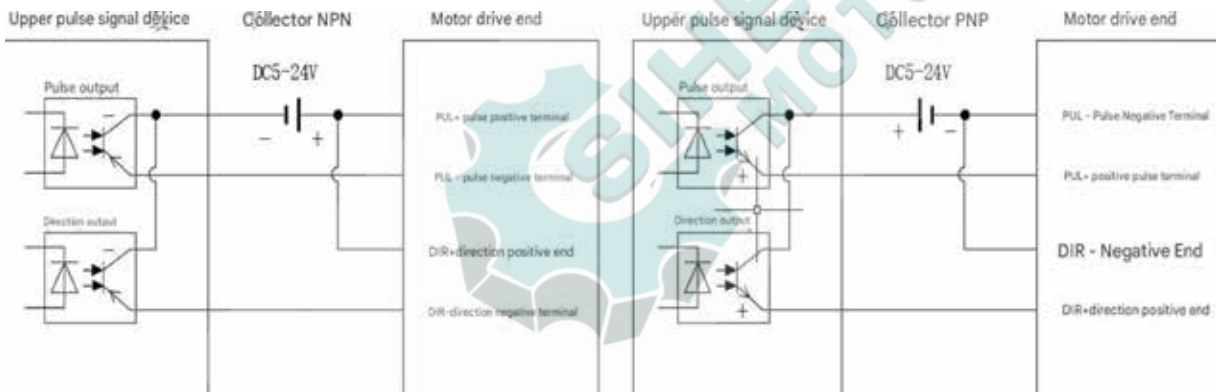 Upper pulse signal device
Collector NPN
Motor drive end
DC5-24V
Pulse output
−
− +
PUL+ pulse positive terminal
PUL - pulse negative terminal
Direction output
−
DIR+direction positive end
DIR-direction negative terminal
Upper pulse signal device
Collector PNP
Motor drive end
DC5-24V
Pulse output
+ −
PUL - Pulse Negative Terminal
+
PUL+ positive pulse terminal
Direction output
DIR - Negative End
+
DIR+direction positive end